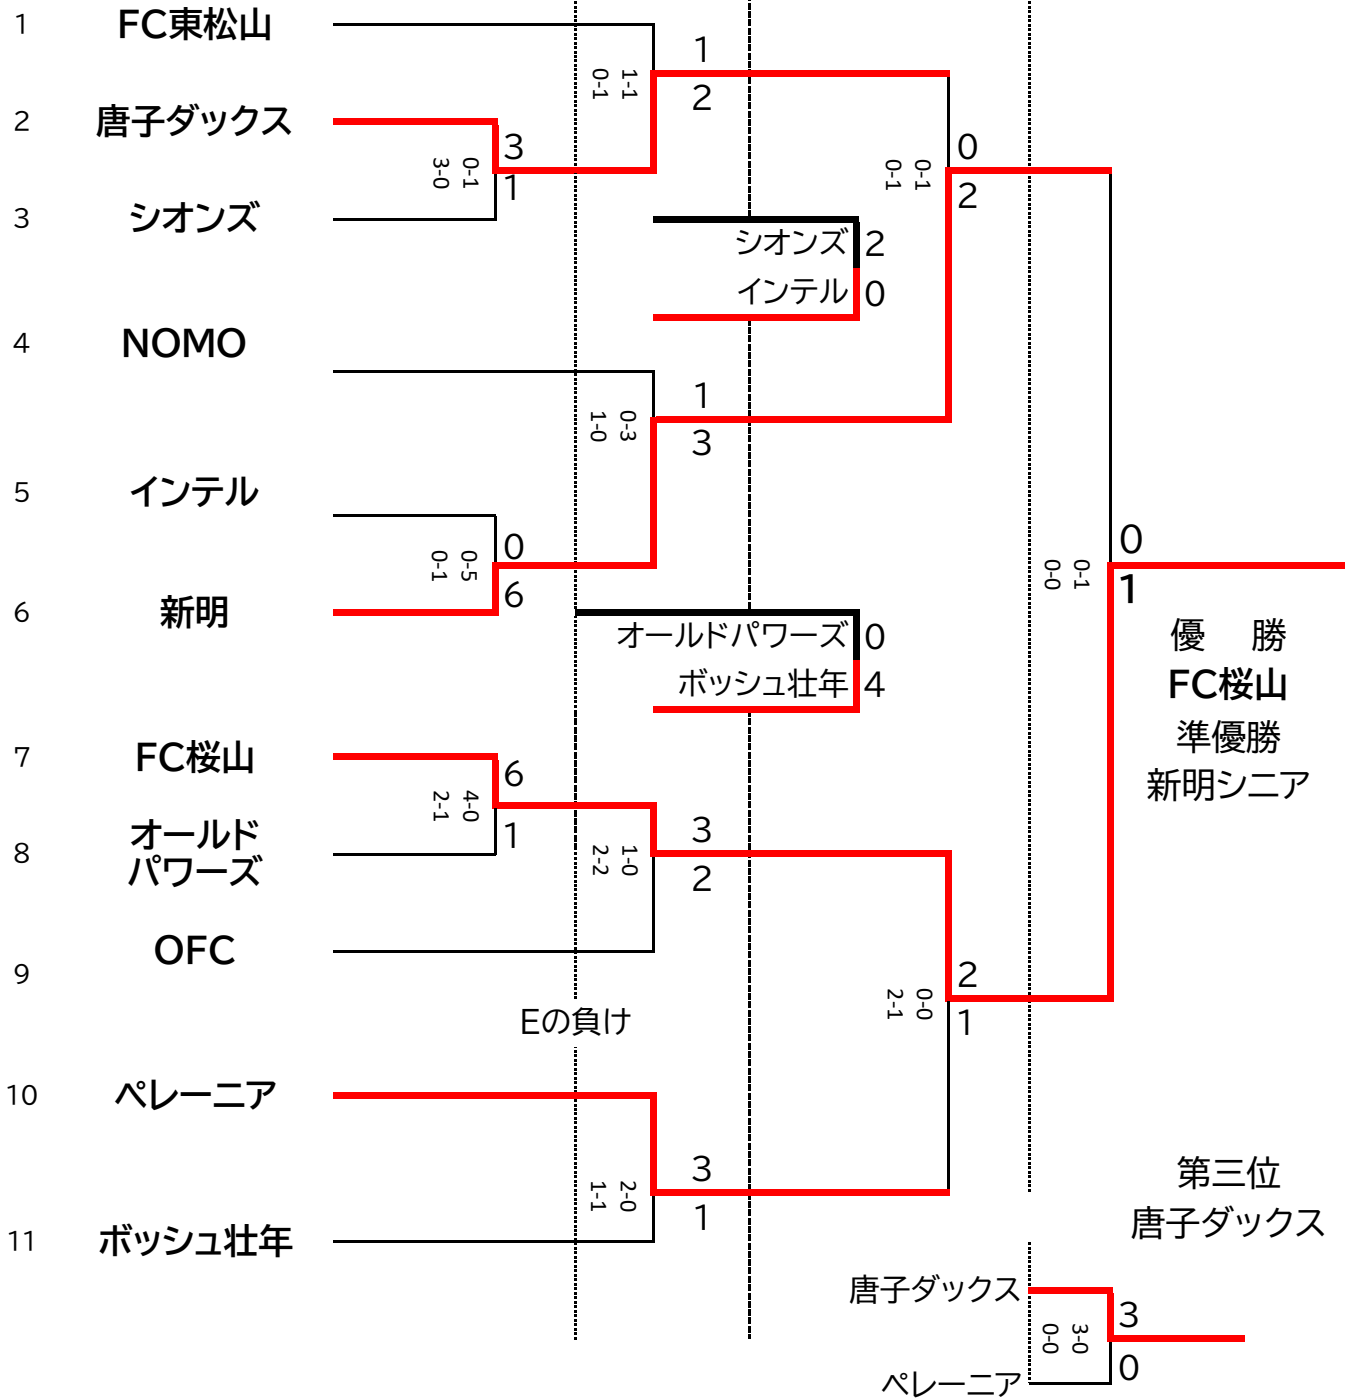 1 FC東松山
1
1-1
0-1
2
2 唐子ダックス
3
0-1
3-0
1
0
0-1
0-1
2
3 シオンズ
シオンズ 2
インテル 0
4 NOMO
1
0-3
1-0
3
5 インテル
0
0-5
0-1
6
0
0-1
0-0
1
6 新明
オールドパワーズ 0
ボッシュ壮年 4
優 勝
FC桜山
準優勝
新明シニア
7 FC桜山
6
4-0
2-1
1
8 オールド
パワーズ
3
1-0
2-2
2
9 OFC
2
0-0
2-1
1
Eの負け
10 ペレーニア
3
2-0
1-1
1
11 ボッシュ壮年
第三位
唐子ダックス
唐子ダックス
3
3-0
0-0
0
ペレーニア